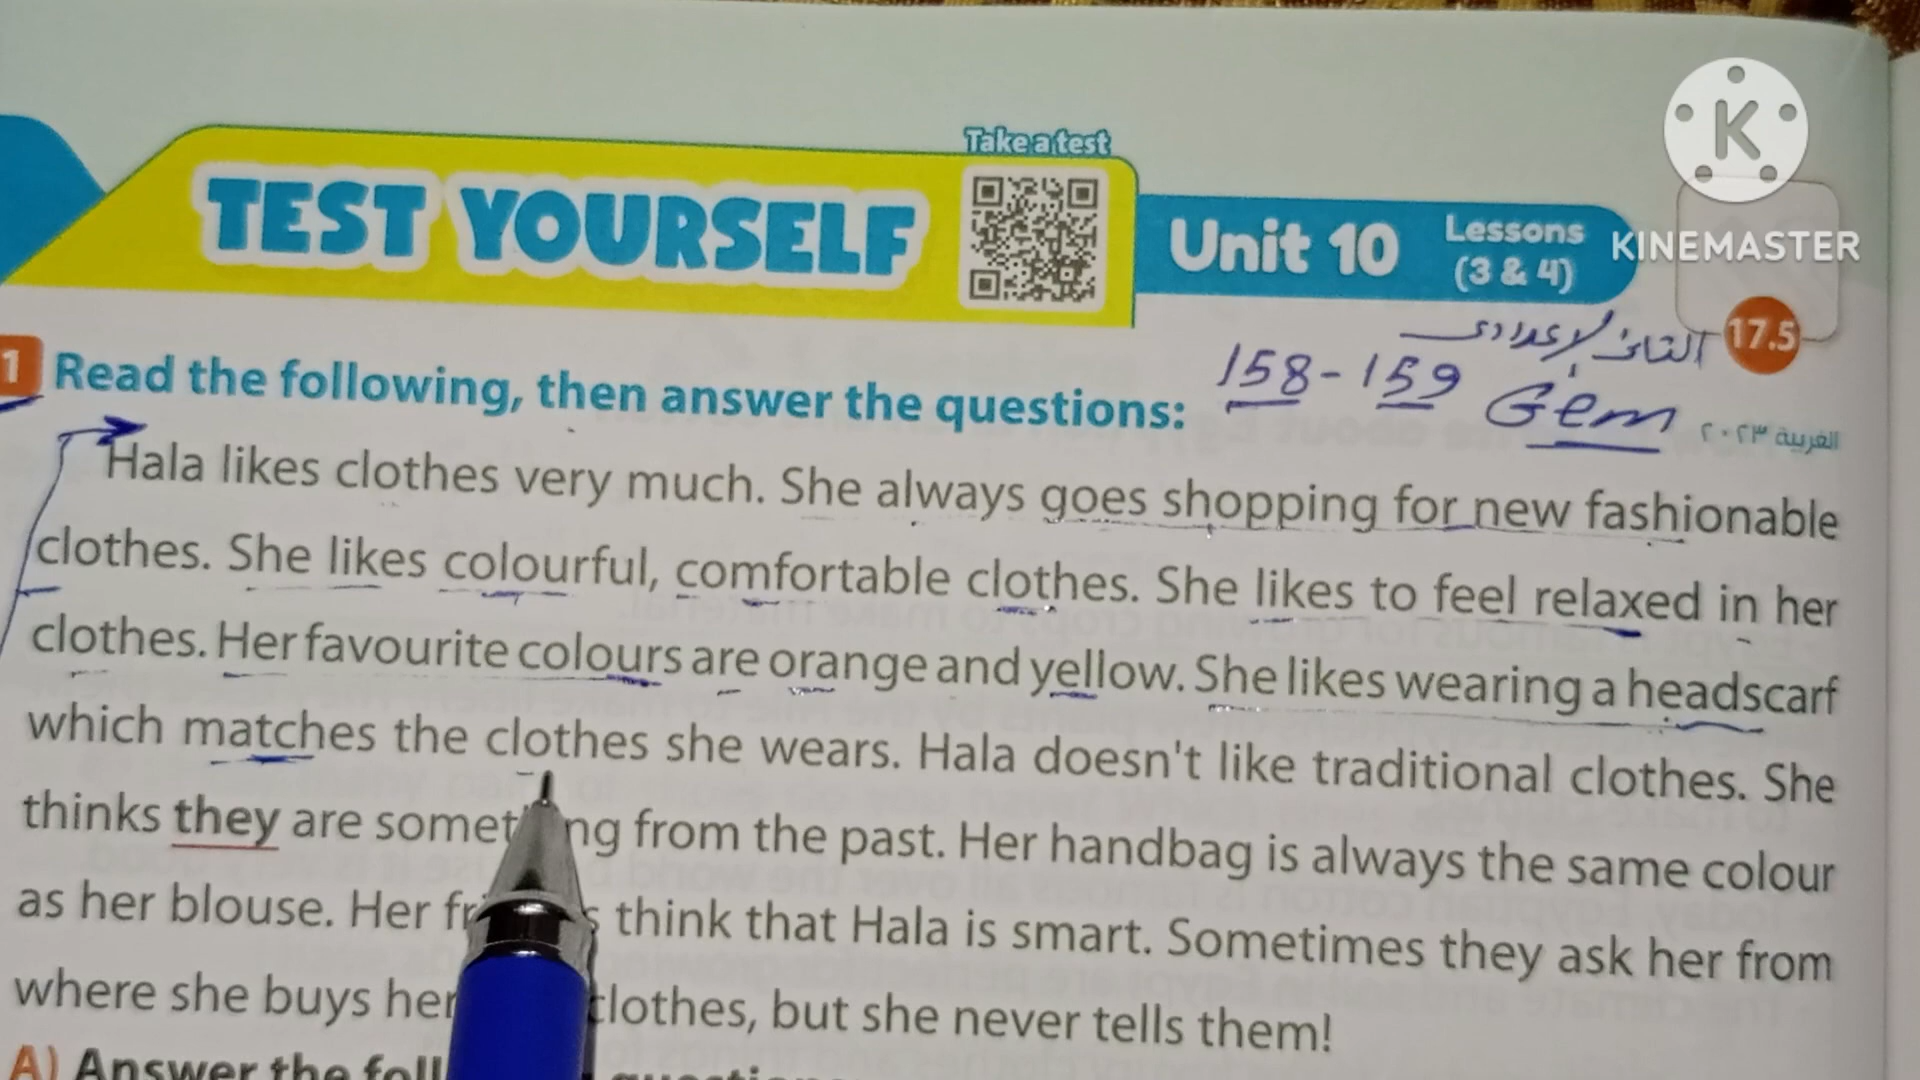 Take a test
TEST YOURSELF
Unit 10
Lessons
(3 & 4)
K
KINEMASTER
17.5
الثاني الإعدادى
158-159 Gem
الغربية ٢٠٢٣
1 Read the following, then answer the questions:
Hala likes clothes very much. She always goes shopping for new fashionable
clothes. She likes colourful, comfortable clothes. She likes to feel relaxed in her
clothes. Her favourite colours are orange and yellow. She likes wearing a headscarf
which matches the clothes she wears. Hala doesn't like traditional clothes. She
thinks they are somet ng from the past. Her handbag is always the same colour
as her blouse. Her fr s think that Hala is smart. Sometimes they ask her from
where she buys her clothes, but she never tells them!
A) Answer the foll